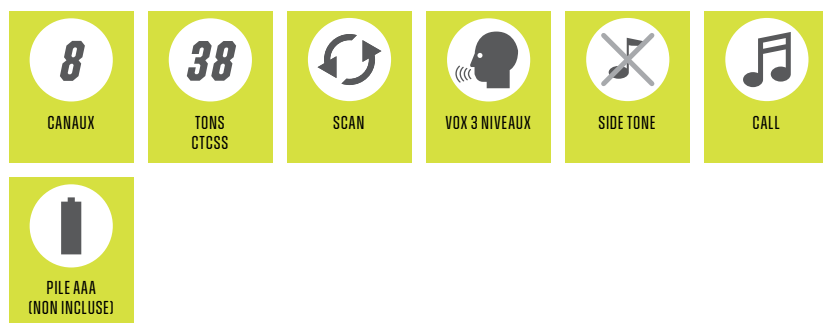 8
CANAUX
38
TONS
CTCSS
SCAN
VOX 3 NIVEAUX
SIDE TONE
CALL
PILE AAA
(NON INCLUSE)